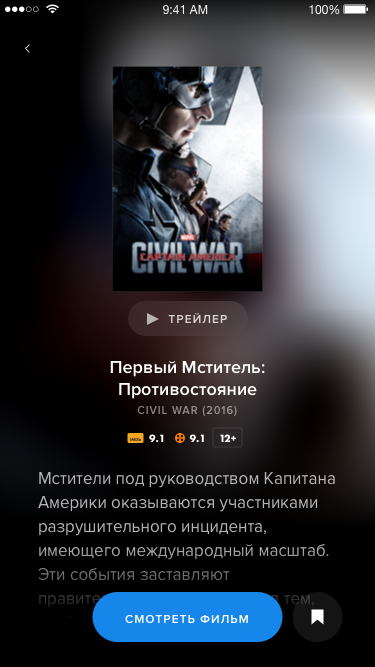 9:41 AM
100%
MARVEL
CIVIL WAR
CAPTAIN AMERICA
ТРЕЙЛЕР
Первый Мститель:
Противостояние
CIVIL WAR (2016)
IMDb 9.1 9.1 12+
Мстители под руководством Капитана
Америки оказываются участниками
разрушительного инцидента,
имеющего международный масштаб.
Эти события заставляют
тем,
СМОТРЕТЬ ФИЛЬМ